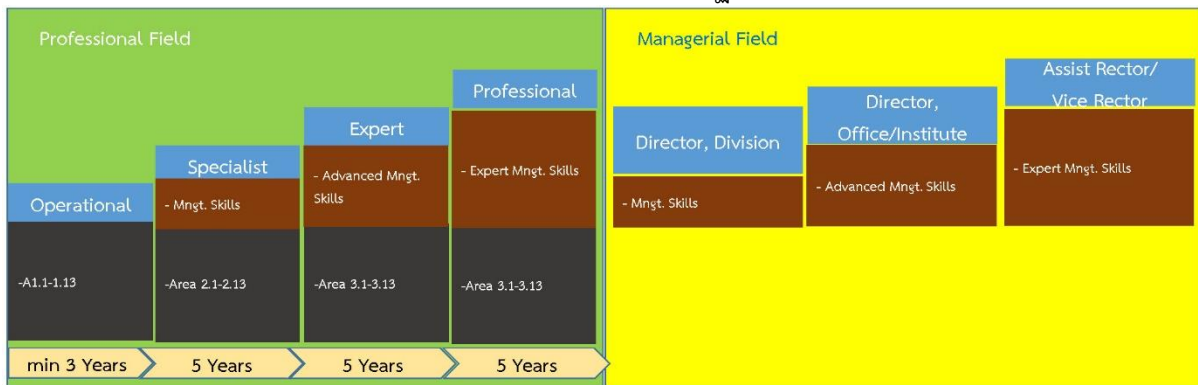 Professional Field
Managerial Field
Operational
-A1.1-1.13
Specialist
- Mngt. Skills
-Area 2.1-2.13
Expert
- Advanced Mngt.
Skills
-Area 3.1-3.13
Professional
- Expert Mngt. Skills
-Area 3.1-3.13
min 3 Years
5 Years
5 Years
5 Years
Director, Division
- Mngt. Skills
Director,
Office/Institute
- Advanced Mngt. Skills
Assist Rector/
Vice Rector
- Expert Mngt. Skills